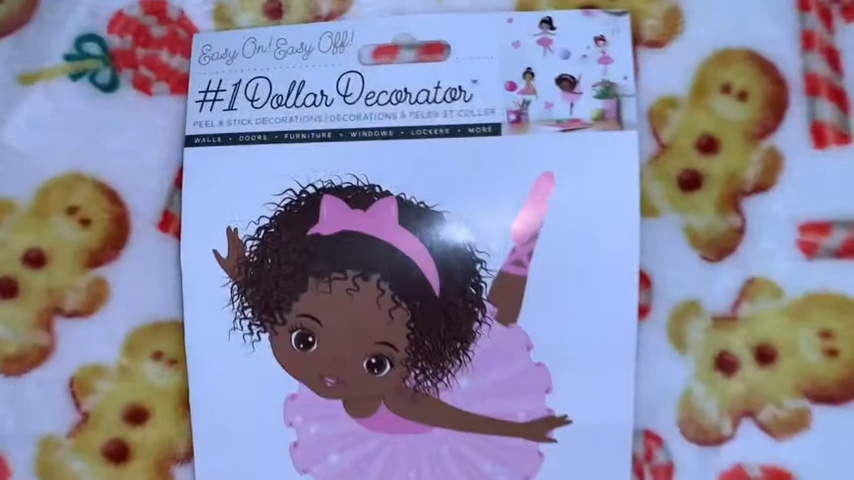 Easy On! Easy Off!
#1 Dollar Decorator
PEEL & STICK DECORATIONS | DÉCORATIONS À PELER ET COLLER
WALLS • DOORS • FURNITURE • WINDOWS • LOCKERS • MORE